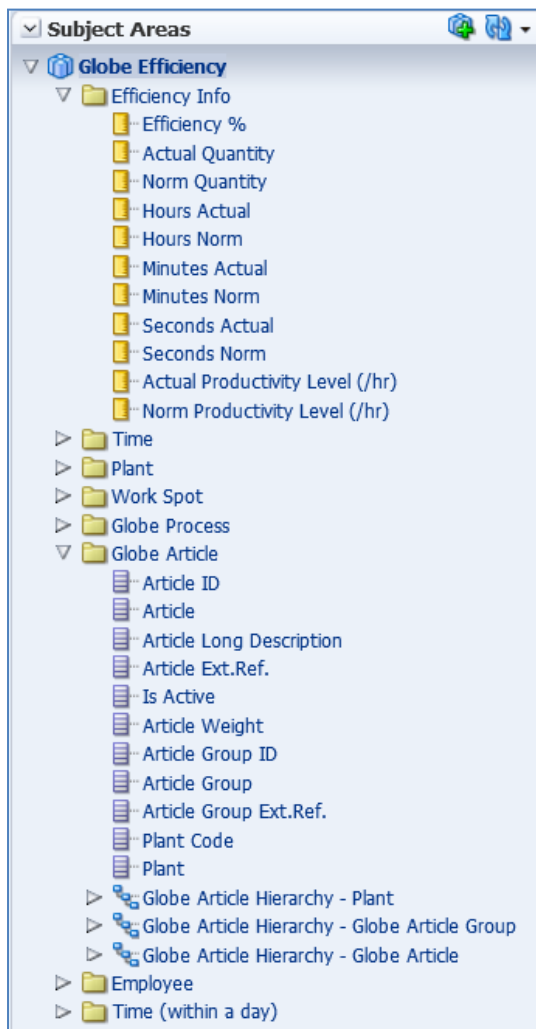 Subject Areas
Globe Efficiency
Efficiency Info
Efficiency %
Actual Quantity
Norm Quantity
Hours Actual
Hours Norm
Minutes Actual
Minutes Norm
Seconds Actual
Seconds Norm
Actual Productivity Level (/hr)
Norm Productivity Level (/hr)
Time
Plant
Work Spot
Globe Process
Globe Article
Article ID
Article
Article Long Description
Article Ext.Ref.
Is Active
Article Weight
Article Group ID
Article Group
Article Group Ext.Ref.
Plant Code
Plant
Globe Article Hierarchy - Plant
Globe Article Hierarchy - Globe Article Group
Globe Article Hierarchy - Globe Article
Employee
Time (within a day)